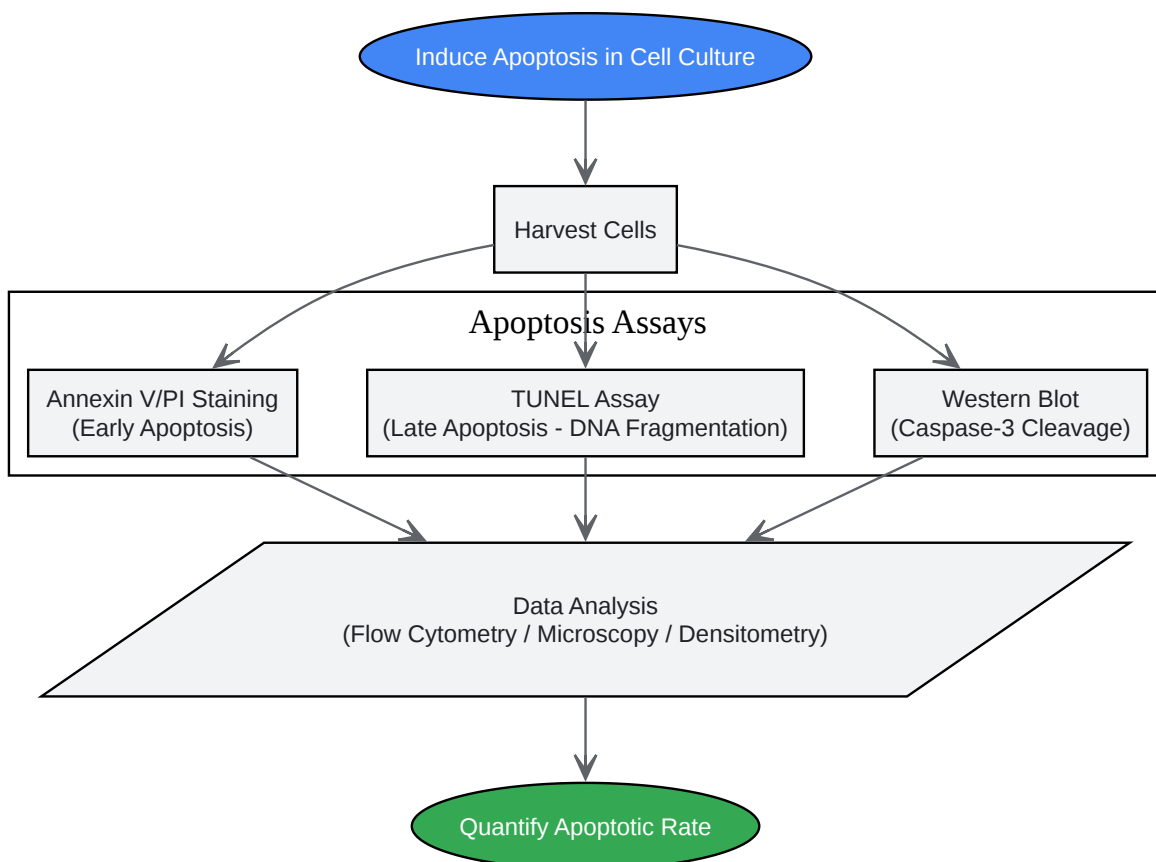 Induce Apoptosis in Cell Culture
Harvest Cells
Apoptosis Assays
Annexin V/PI Staining
(Early Apoptosis)
TUNEL Assay
(Late Apoptosis - DNA Fragmentation)
Western Blot
(Caspase-3 Cleavage)
Data Analysis
(Flow Cytometry / Microscopy / Densitometry)
Quantify Apoptotic Rate